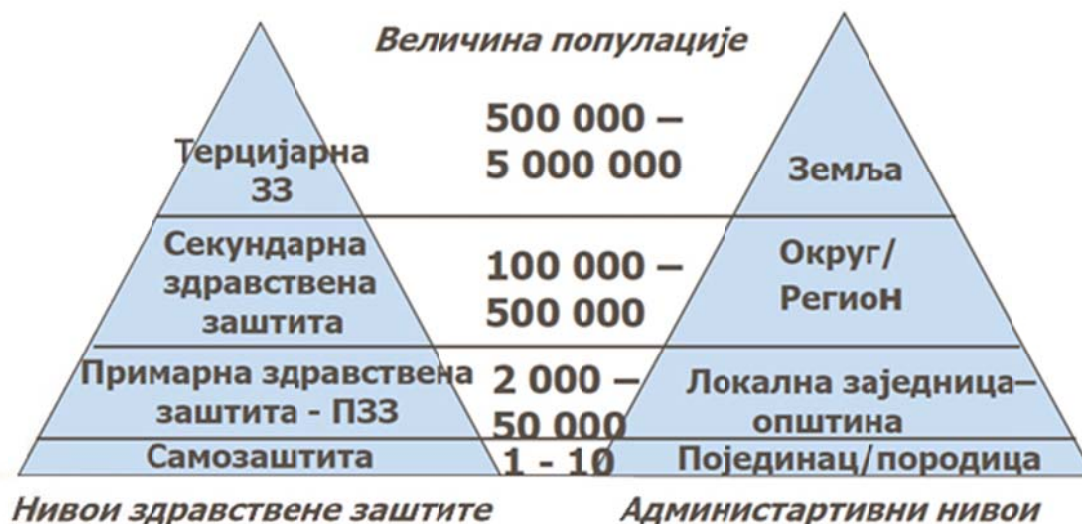 Величина популације
Терцијарна
ЗЗ
500 000 –
5 000 000
Земља
Секундарна
здравствена
заштита
100 000 –
500 000
Округ/
Регион
Примарна здравствена
заштита - ПЗЗ
2 000 –
50 000
Локална заједница–
општина
Самозаштита
1 - 10
Појединац/породица
Нивои здравствене заштите
Администартивни нивои